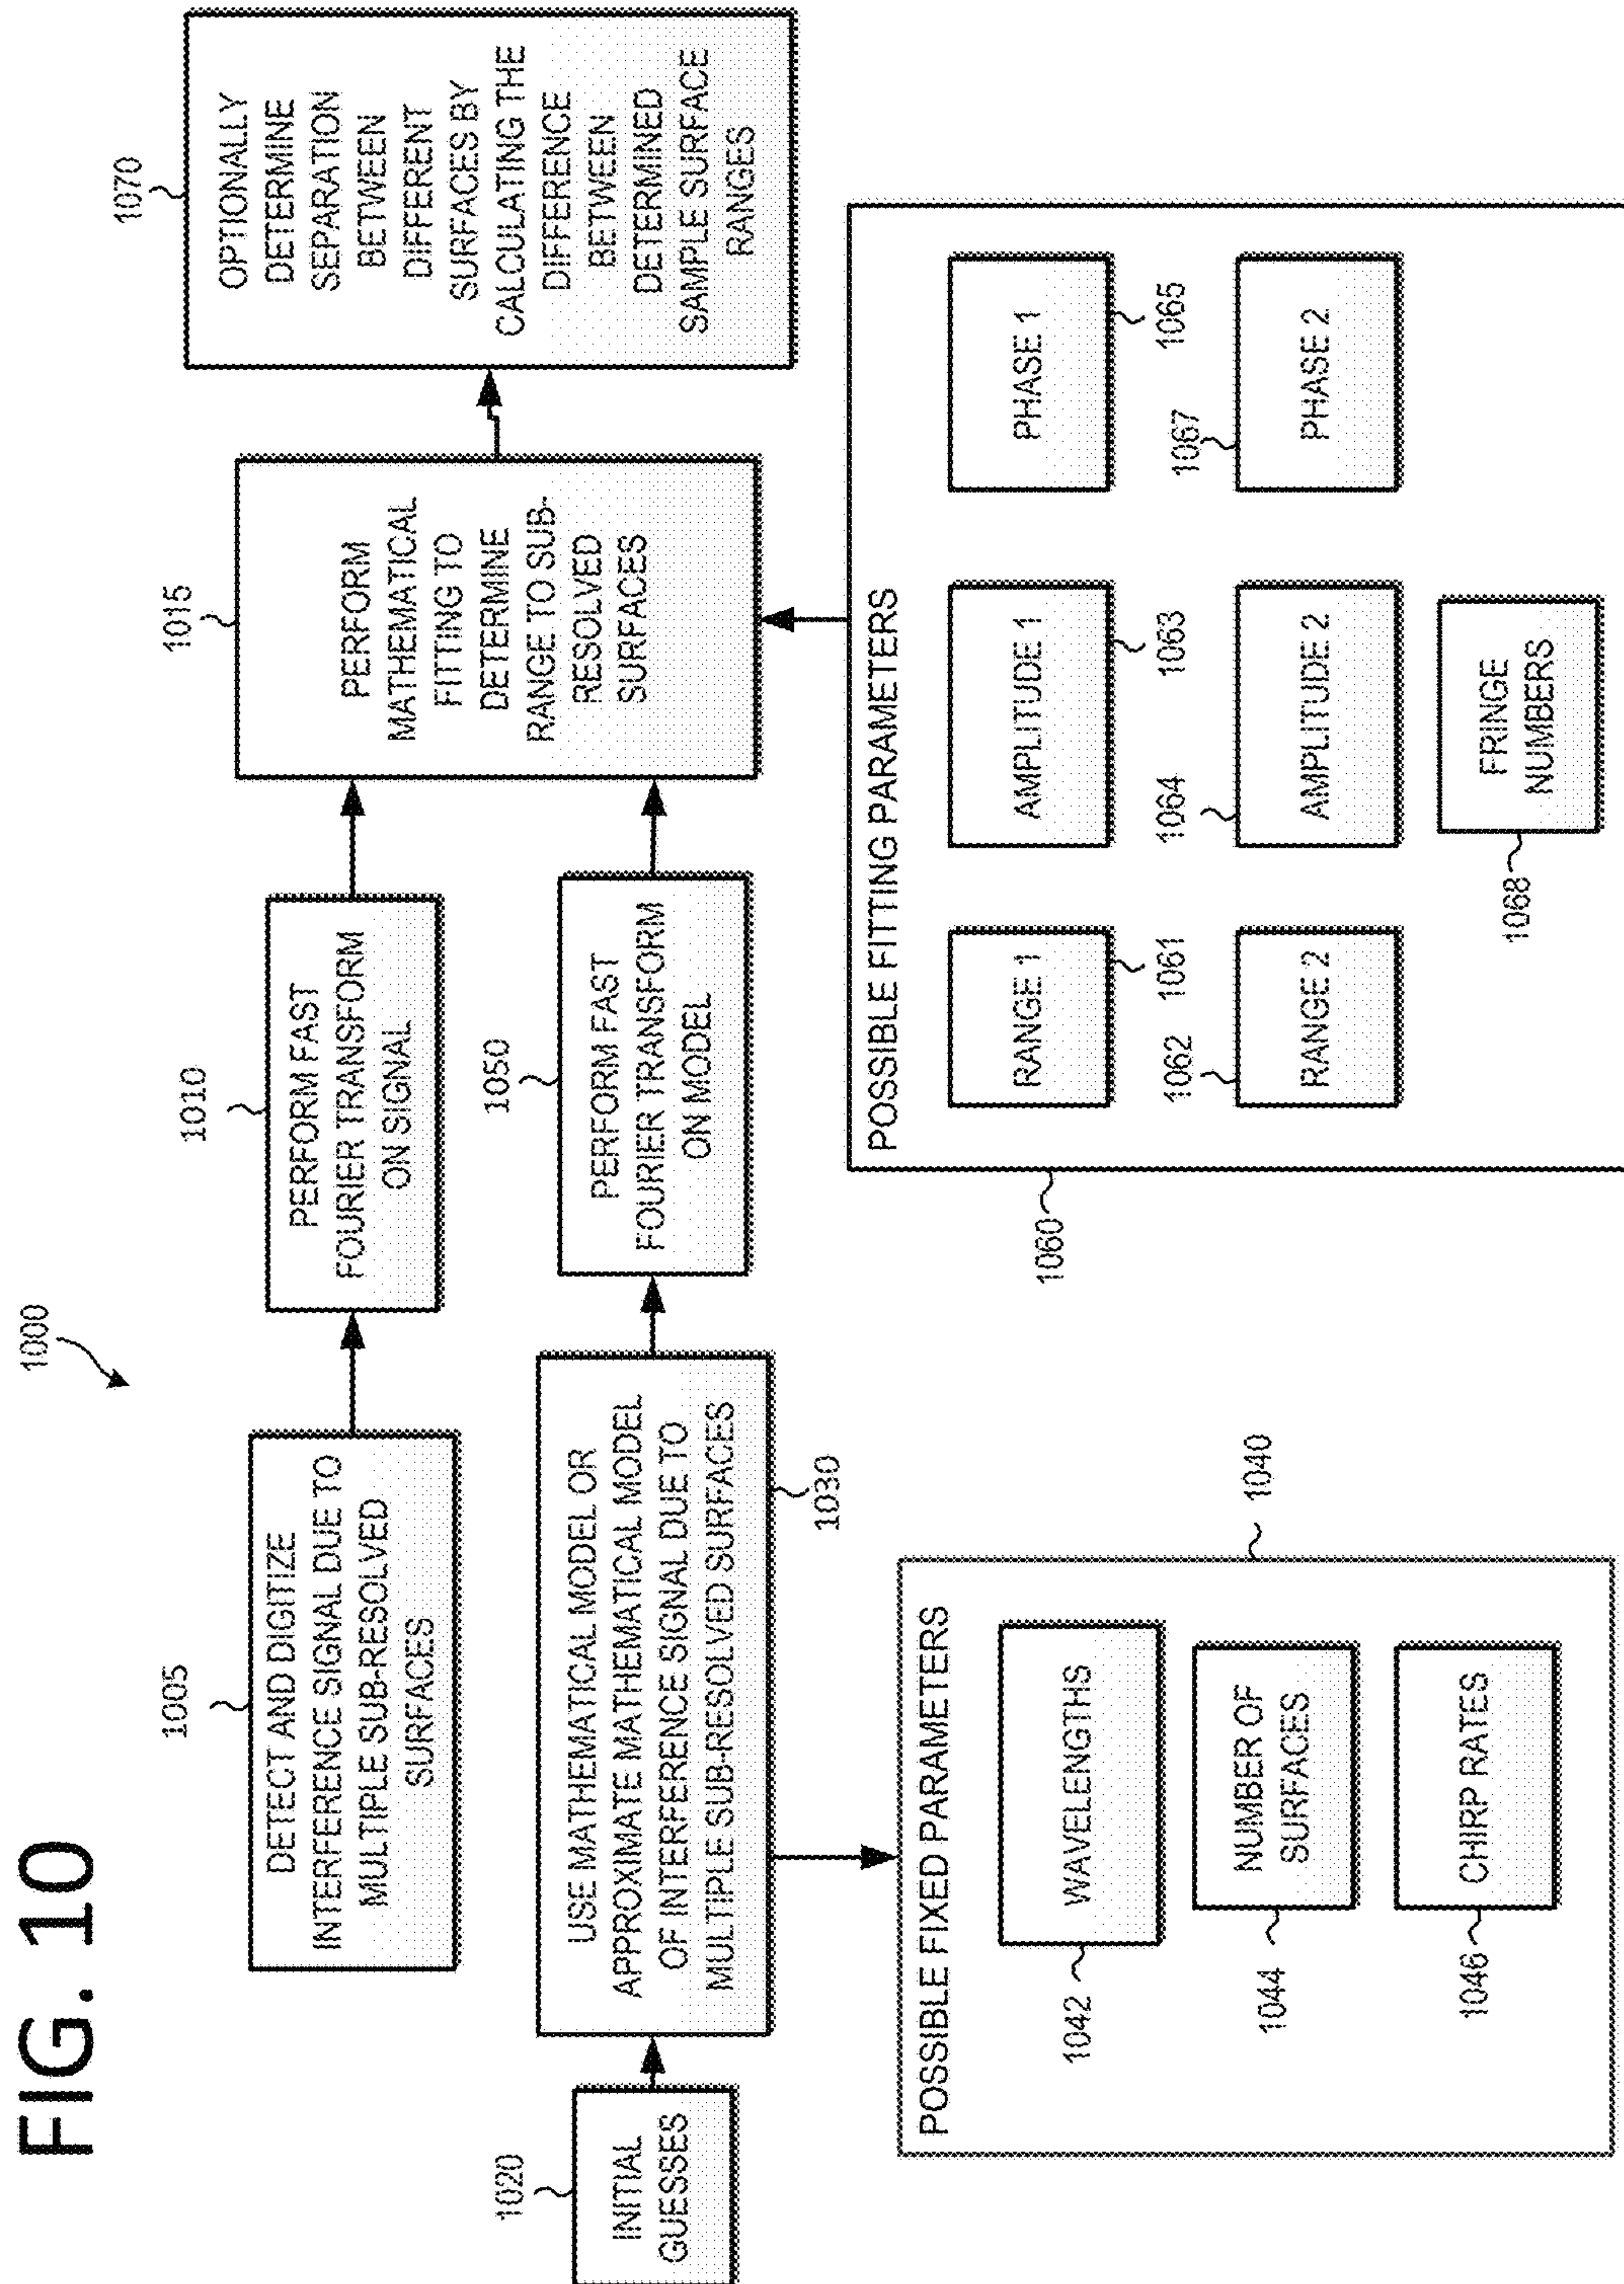 FIG. 10
1000
1005
DETECT AND DIGITIZE
INTERFERENCE SIGNAL DUE TO
MULTIPLE SUB-RESOLVED
SURFACES
1010
PERFORM FAST
FOURIER TRANSFORM
ON SIGNAL
1015
PERFORM
MATHEMATICAL
FITTING TO
DETERMINE
RANGE TO SUB-
RESOLVED
SURFACES
1070
OPTIONALLY
DETERMINE
SEPARATION
BETWEEN
DIFFERENT
SURFACES BY
CALCULATING THE
DIFFERENCE
BETWEEN
DETERMINED
SAMPLE SURFACE
RANGES
1020
INITIAL
GUESSES
USE MATHEMATICAL MODEL OR
APPROXIMATE MATHEMATICAL MODEL
OF INTERFERENCE SIGNAL DUE TO
MULTIPLE SUB-RESOLVED SURFACES
1030
1050
PERFORM FAST
FOURIER TRANSFORM
ON MODEL
1040
POSSIBLE FIXED PARAMETERS
WAVELENGTHS
1042
NUMBER OF
SURFACES
1044
CHIRP RATES
1046
1060
POSSIBLE FITTING PARAMETERS
RANGE 1
1061
AMPLITUDE 1
1063
PHASE 1
1065
1062
RANGE 2
1064
AMPLITUDE 2
1067
PHASE 2
1068
FRINGE
NUMBERS